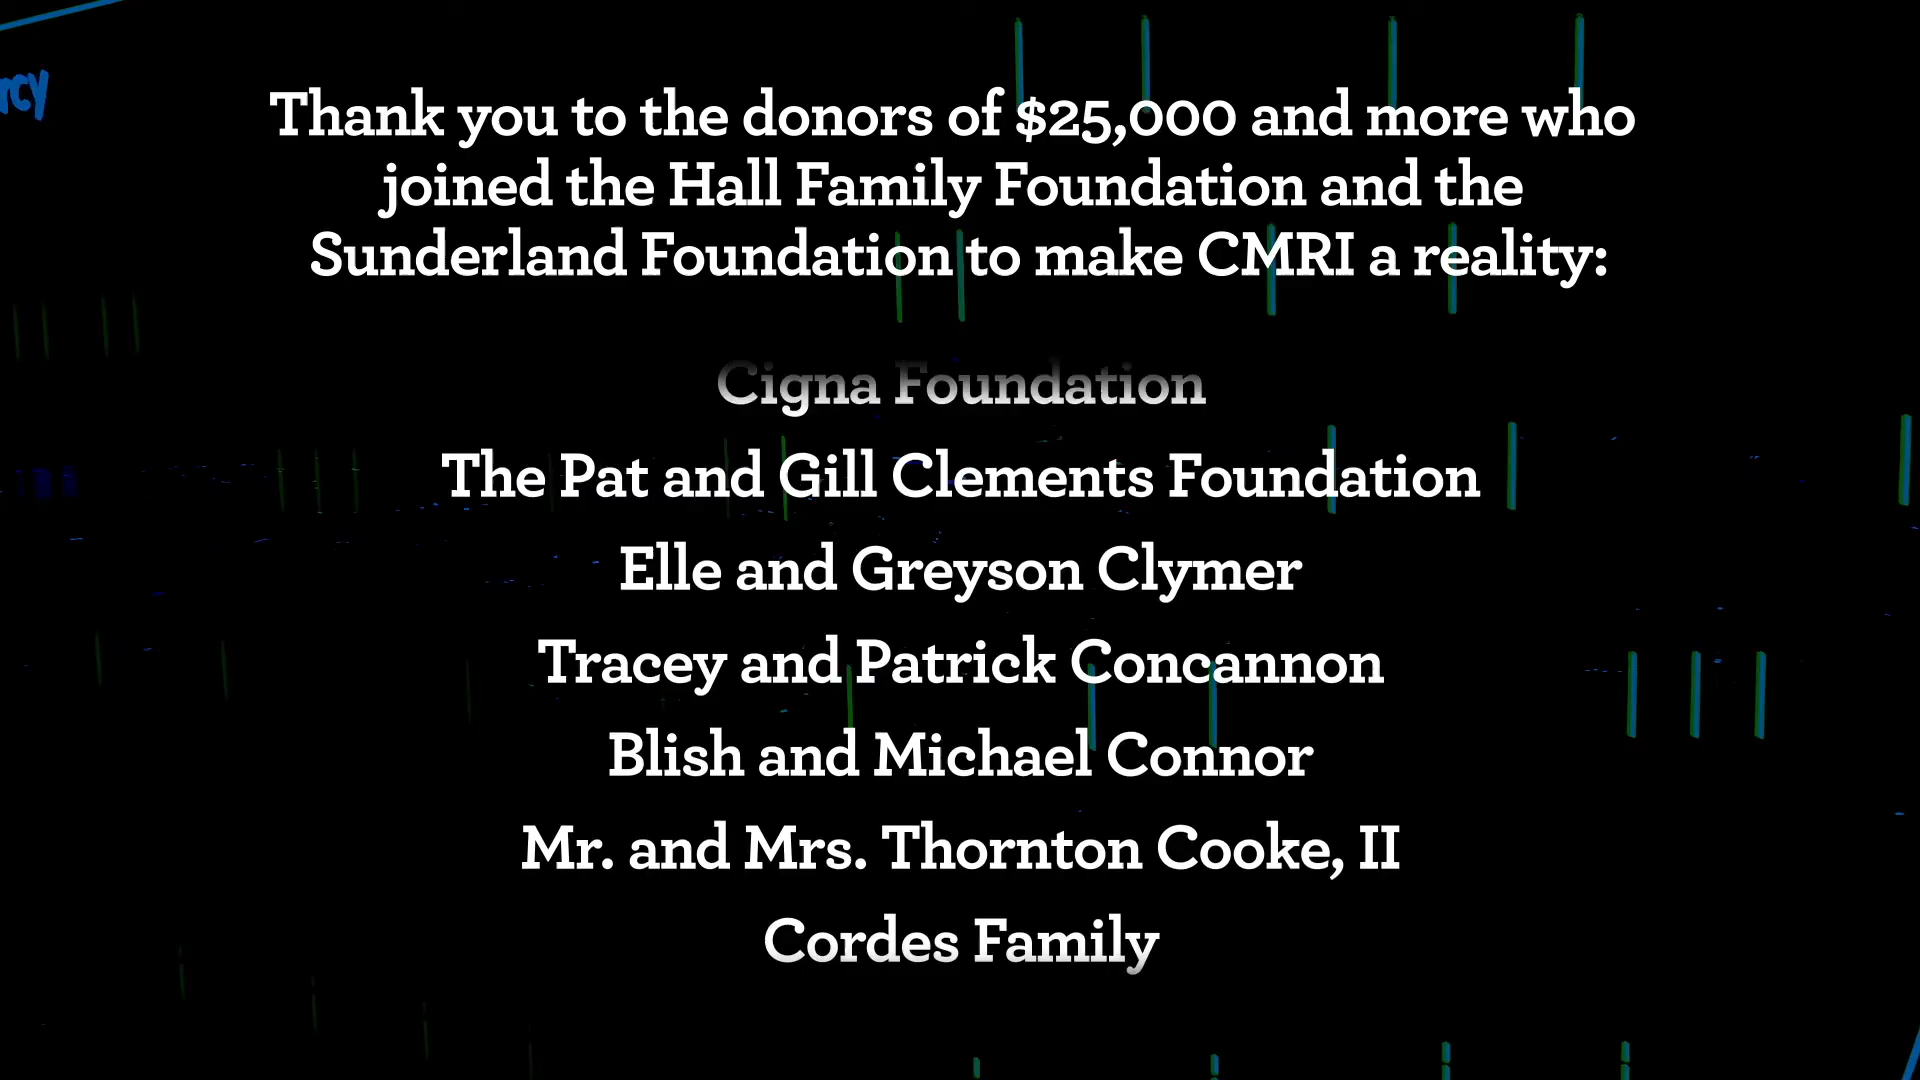 Thank you to the donors of $25,000 and more who
joined the Hall Family Foundation and the
Sunderland Foundation to make CMRI a reality:
Cigna Foundation
The Pat and Gill Clements Foundation
Elle and Greyson Clymer
Tracey and Patrick Concannon
Blish and Michael Connor
Mr. and Mrs. Thornton Cooke, II
Cordes Family